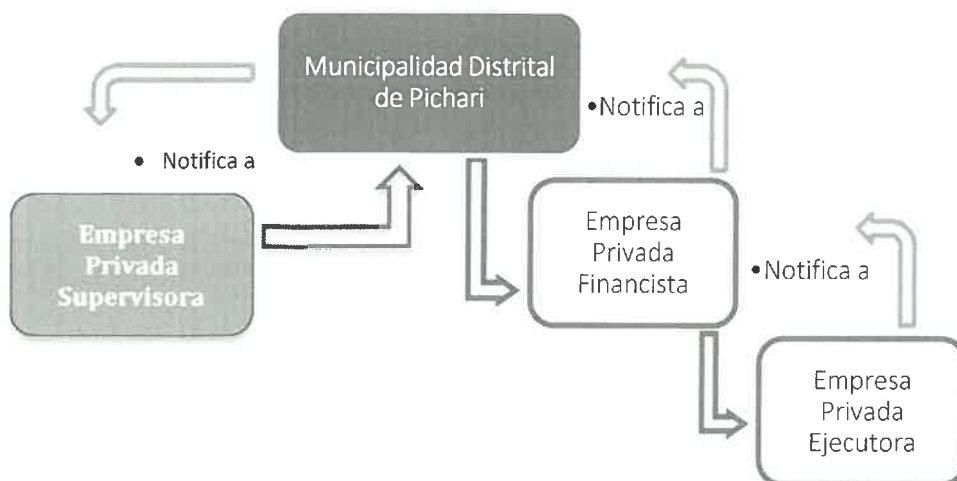 Municipalidad Distrital
de Pichari
•Notifica a
• Notifica a
Empresa
Privada
Supervisora
Empresa
Privada
Financista
•Notifica a
Empresa
Privada
Ejecutora